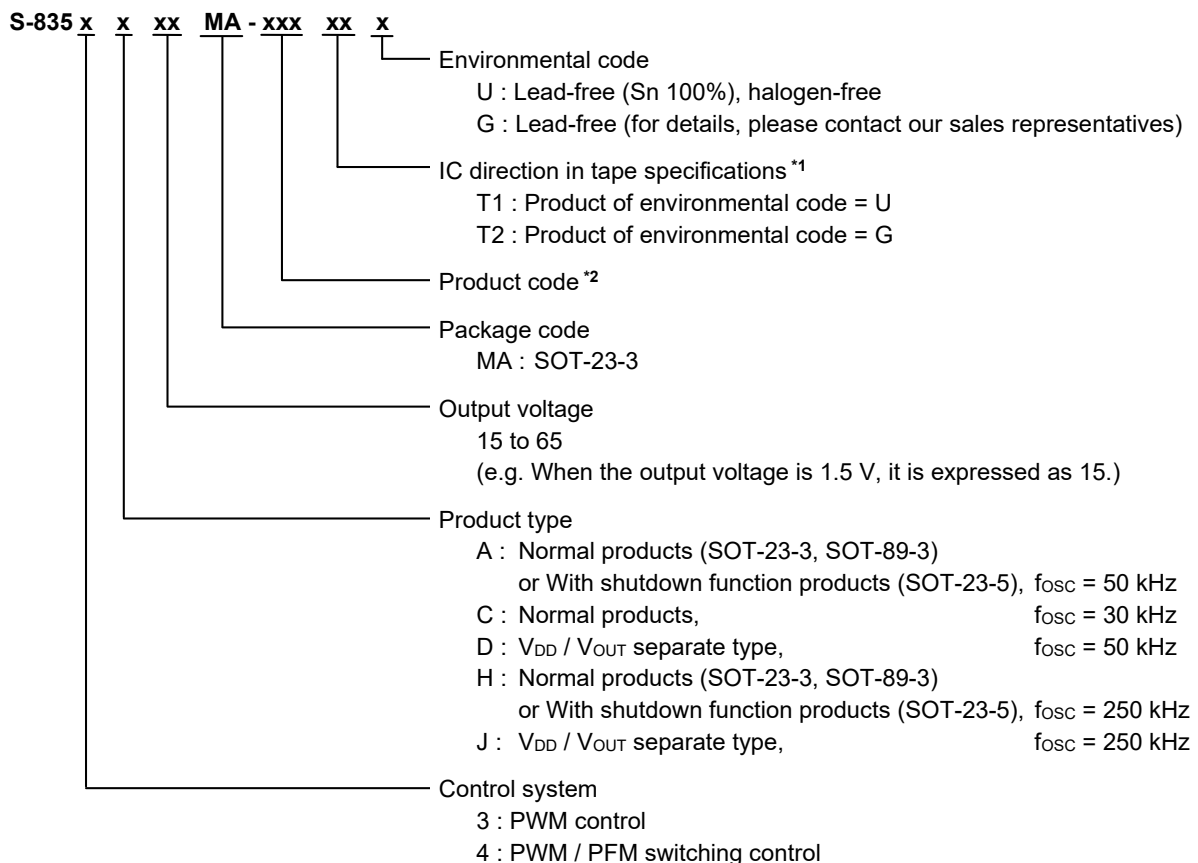 S-835 x x xx MA - xxx xx x
Environmental code
U : Lead-free (Sn 100%), halogen-free
G : Lead-free (for details, please contact our sales representatives)
IC direction in tape specifications *1
T1 : Product of environmental code = U
T2 : Product of environmental code = G
Product code *2
Package code
MA : SOT-23-3
Output voltage
15 to 65
(e.g. When the output voltage is 1.5 V, it is expressed as 15.)
Product type
A : Normal products (SOT-23-3, SOT-89-3)
or With shutdown function products (SOT-23-5), fOSC = 50 kHz
C : Normal products, fOSC = 30 kHz
D : VDD / VOUT separate type, fOSC = 50 kHz
H : Normal products (SOT-23-3, SOT-89-3)
or With shutdown function products (SOT-23-5), fOSC = 250 kHz
J : VDD / VOUT separate type, fOSC = 250 kHz
Control system
3 : PWM control
4 : PWM / PFM switching control